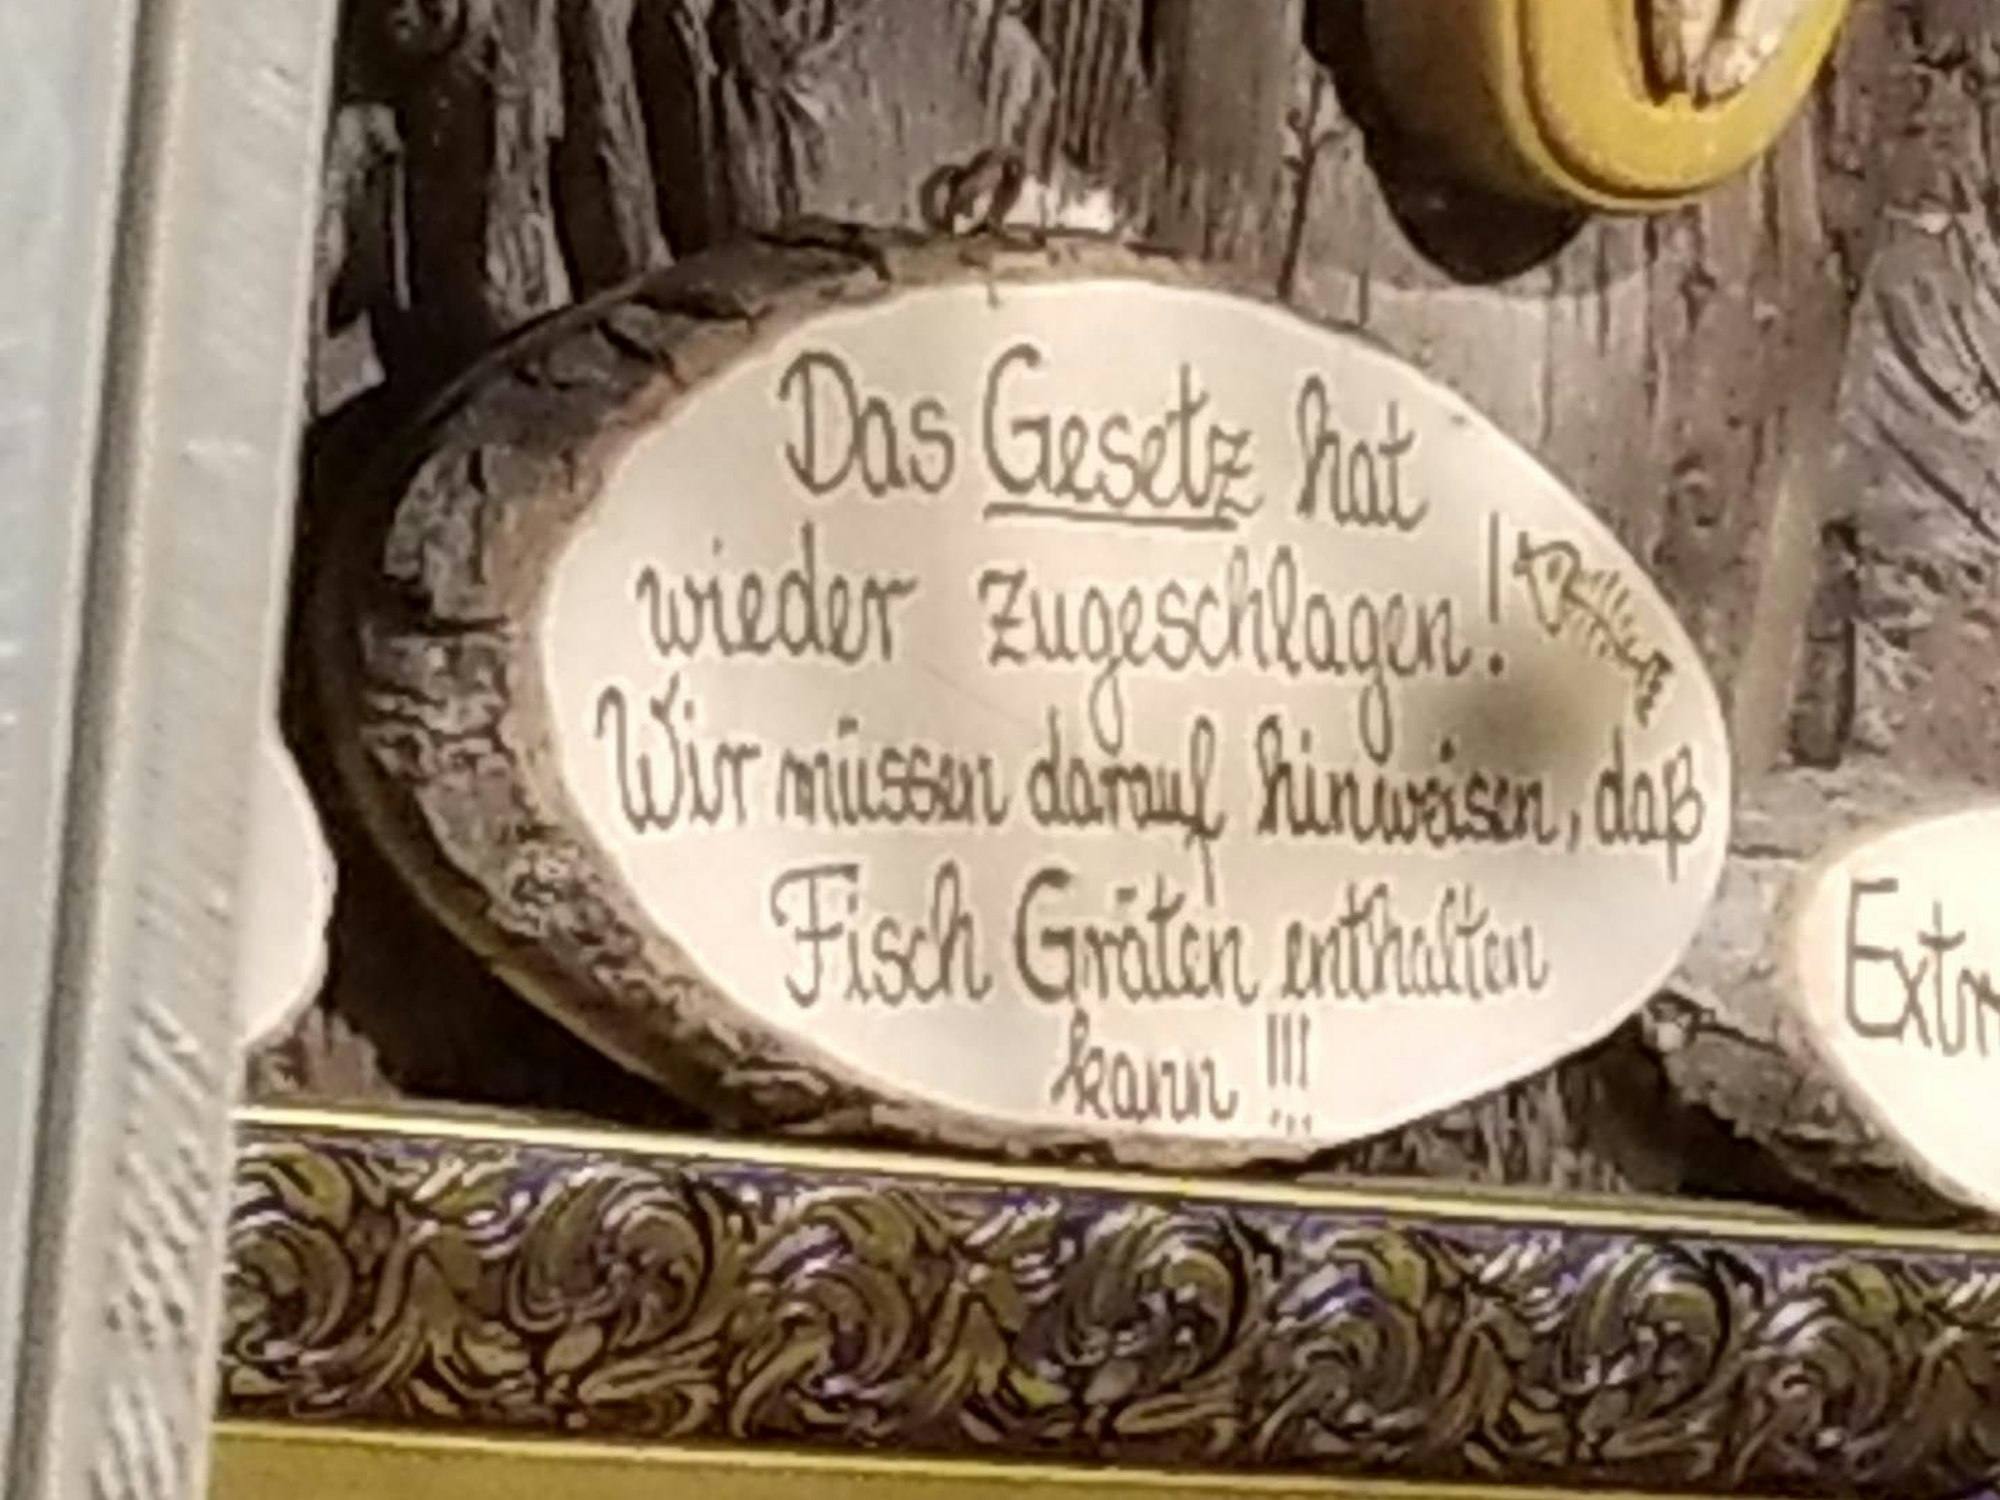 Das Gesetz hat
wieder zugeschlagen!
Wir müssen darauf hinweisen, daß
Fisch Gräten enthalten
kann !!!
Extr